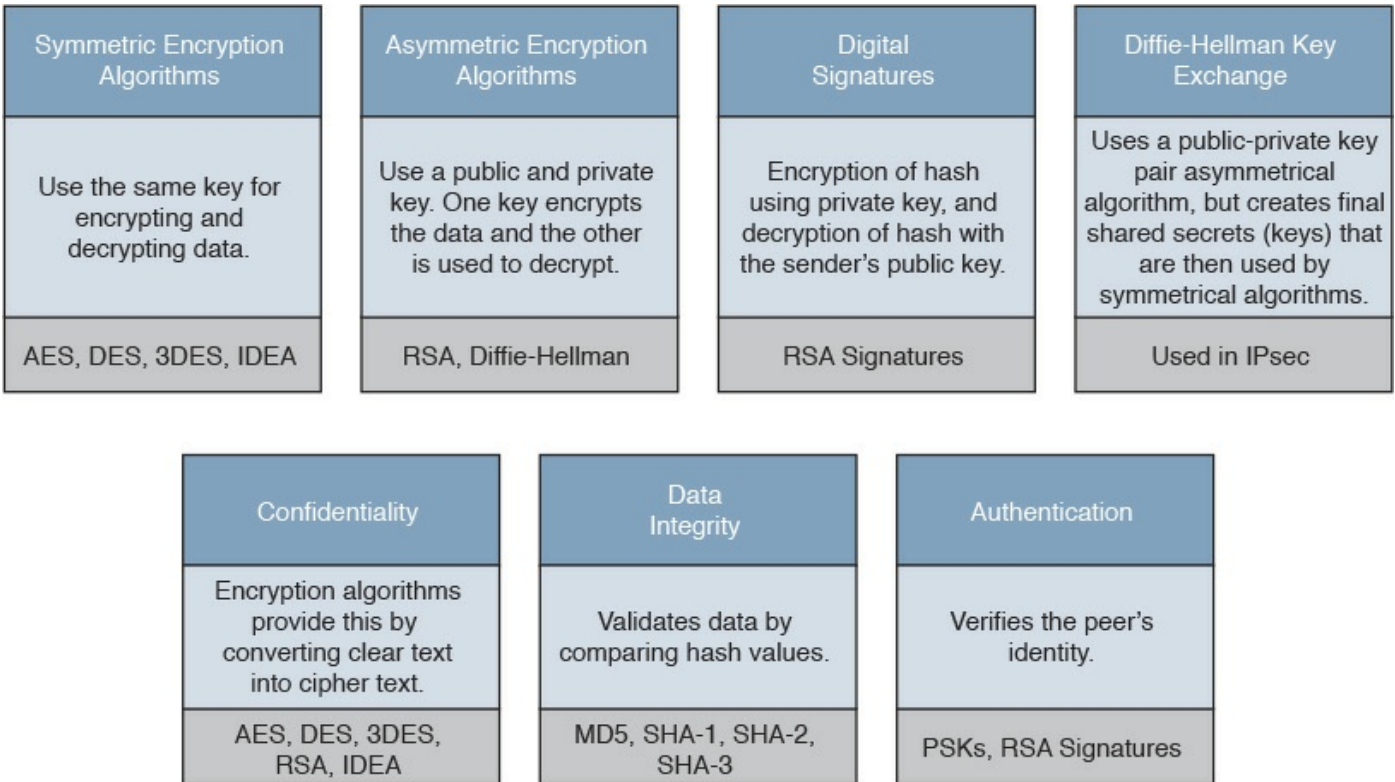 Symmetric Encryption
Algorithms
Use the same key for
encrypting and
decrypting data.
AES, DES, 3DES, IDEA
Asymmetric Encryption
Algorithms
Use a public and private
key. One key encrypts
the data and the other
is used to decrypt.
RSA, Diffie-Hellman
Digital
Signatures
Encryption of hash
using private key, and
decryption of hash with
the sender's public key.
RSA Signatures
Diffie-Hellman Key
Exchange
Uses a public-private key
pair asymmetrical
algorithm, but creates final
shared secrets (keys) that
are then used by
symmetrical algorithms.
Used in IPsec
Confidentiality
Encryption algorithms
provide this by
converting clear text
into cipher text.
AES, DES, 3DES,
RSA, IDEA
Data
Integrity
Validates data by
comparing hash values.
MD5, SHA-1, SHA-2,
SHA-3
Authentication
Verifies the peer's
identity.
PSKs, RSA Signatures